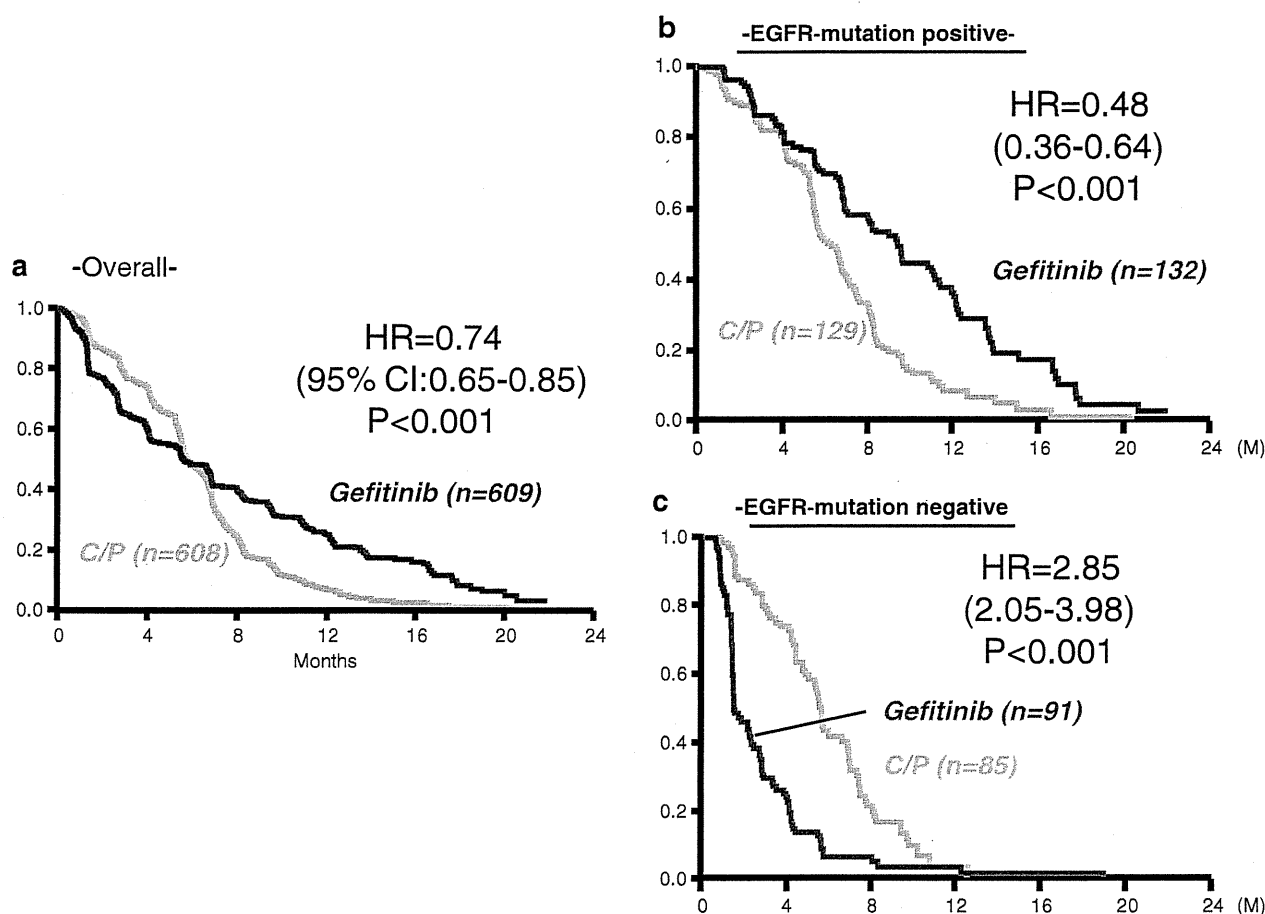 a -Overall-
1.0
0.8
0.6
0.4
0.2
0.0
HR=0.74
(95% CI:0.65-0.85)
P<0.001
Gefitinib (n=609)
C/P (n=608)
0 4 8 12 16 20 24
Months
b -EGFR-mutation positive-
1.0
0.8
0.6
0.4
0.2
0.0
HR=0.48
(0.36-0.64)
P<0.001
Gefitinib (n=132)
C/P (n=129)
0 4 8 12 16 20 24 (M)
c -EGFR-mutation negative
1.0
0.8
0.6
0.4
0.2
0.0
HR=2.85
(2.05-3.98)
P<0.001
Gefitinib (n=91)
C/P (n=85)
0 4 8 12 16 20 24 (M)